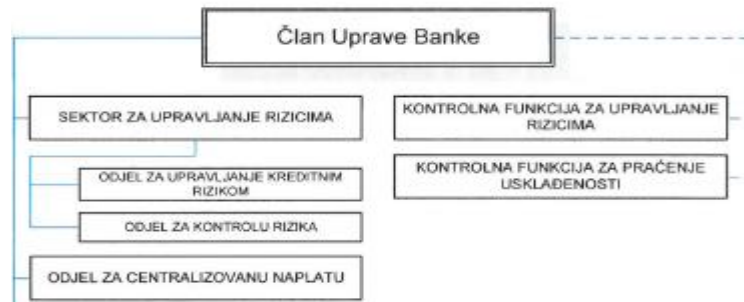 Član Uprave Banke
SEKTOR ZA UPRAVLJANJE RIZICIMA
ODJEL ZA UPRAVLJANJE KREDITNIM
RIZIKOM
ODJEL ZA KONTROLU RIZIKA
ODJEL ZA CENTRALIZOVANU NAPLATU
KONTROLNA FUNKCIJA ZA UPRAVLJANJE
RIZICIMA
KONTROLNA FUNKCIJA ZA PRAĆENJE
USKLAĐENOSTI